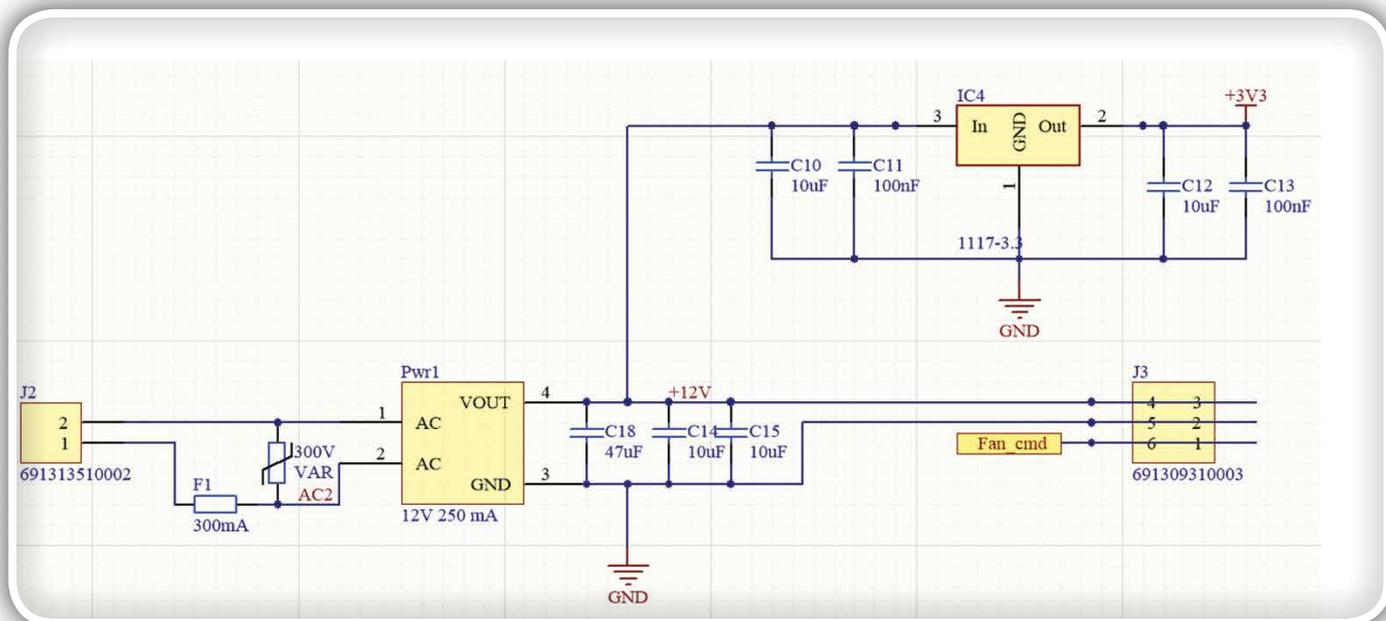 IC4
+3V3
3
In
GND
Out
2
C10
10uF
C11
100nF
1
C12
10uF
C13
100nF
1117-3.3
GND
J2
2
1
691313510002
F1
300mA
300V
VAR
AC2
Pwr1
1
AC
2
AC
VOUT
4
GND
3
12V 250 mA
+12V
C18
47uF
C14
10uF
C15
10uF
GND
Fan_cmd
J3
4 3
5 2
6 1
691309310003